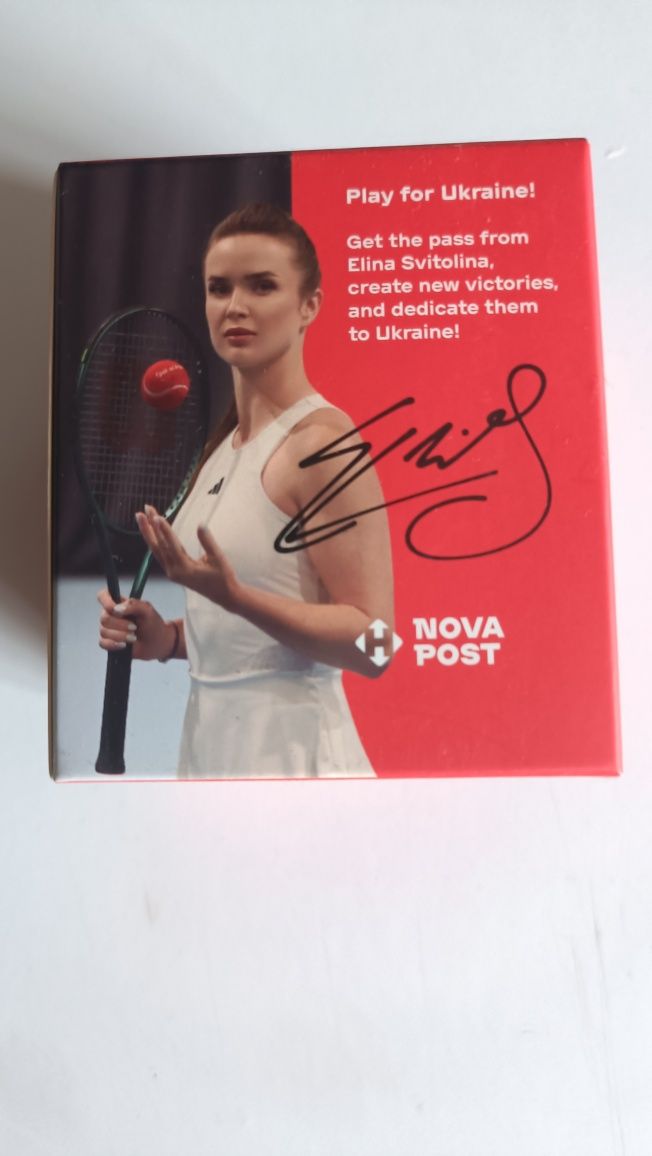 Play for Ukraine!
Get the pass from
Elina Svitolina,
create new victories,
and dedicate them
to Ukraine!
NOVA
POST